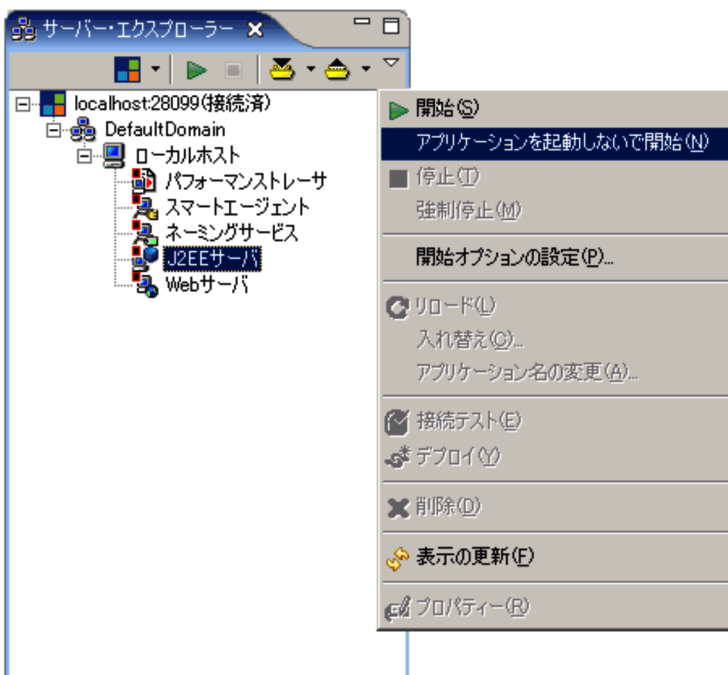 サーバー・エクスプローラー
localhost:28099(接続済)
DefaultDomain
ローカルホスト
パフォーマンストレーサ
スマートエージェント
ネーミングサービス
J2EEサーバ
Webサーバ
開始(S)
アプリケーションを起動しないで開始(N)
停止(T)
強制停止(M)
開始オプションの設定(P)...
リロード(L)
入れ替え(C)...
アプリケーション名の変更(A)...
接続テスト(E)
デプロイ(Y)
削除(D)
表示の更新(F)
プロパティー(R)